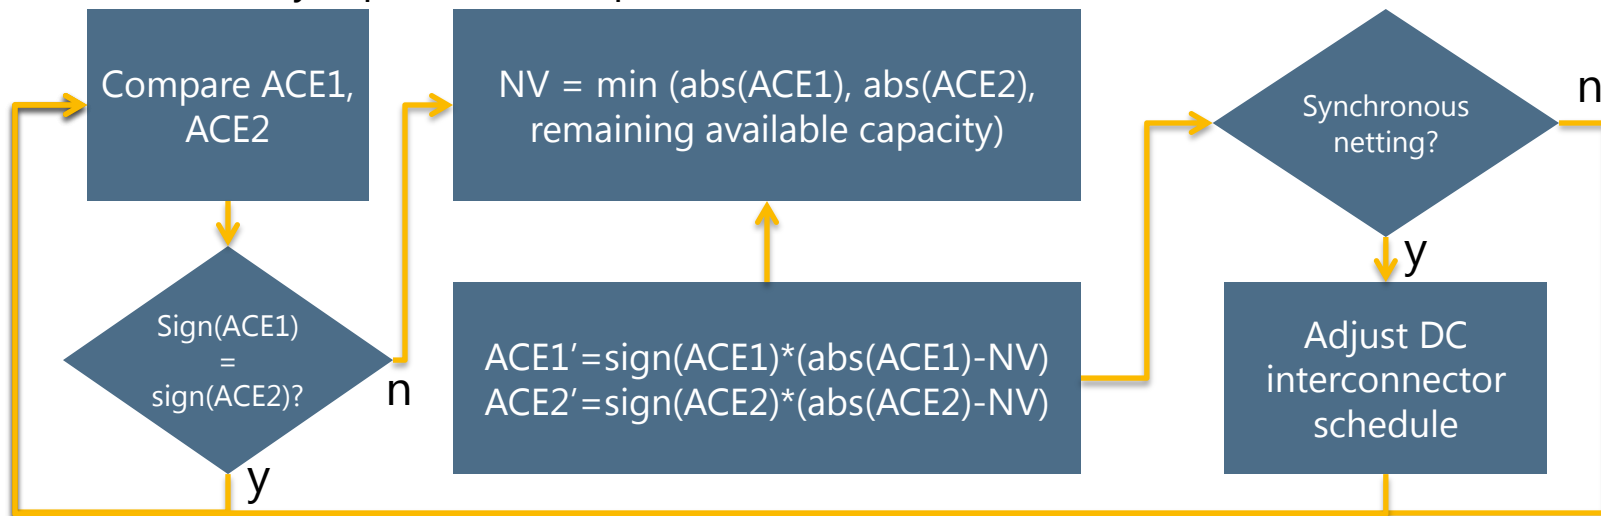 Compare ACE1,
ACE2
NV = min (abs(ACE1), abs(ACE2),
remaining available capacity)
Synchronous
netting?
n
y
Sign(ACE1)
=
sign(ACE2)?
n
y
ACE1’=sign(ACE1)*(abs(ACE1)-NV)
ACE2’=sign(ACE2)*(abs(ACE2)-NV)
Adjust DC
interconnector
schedule